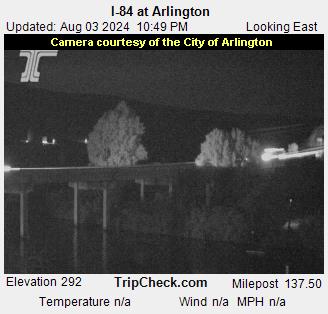 I-84 at Arlington
Updated: Aug 03 2024 10:49 PM Looking East
Camera courtesy of the City of Arlington
Elevation 292 TripCheck.com Milepost 137.50
Temperature n/a Wind n/a MPH n/a